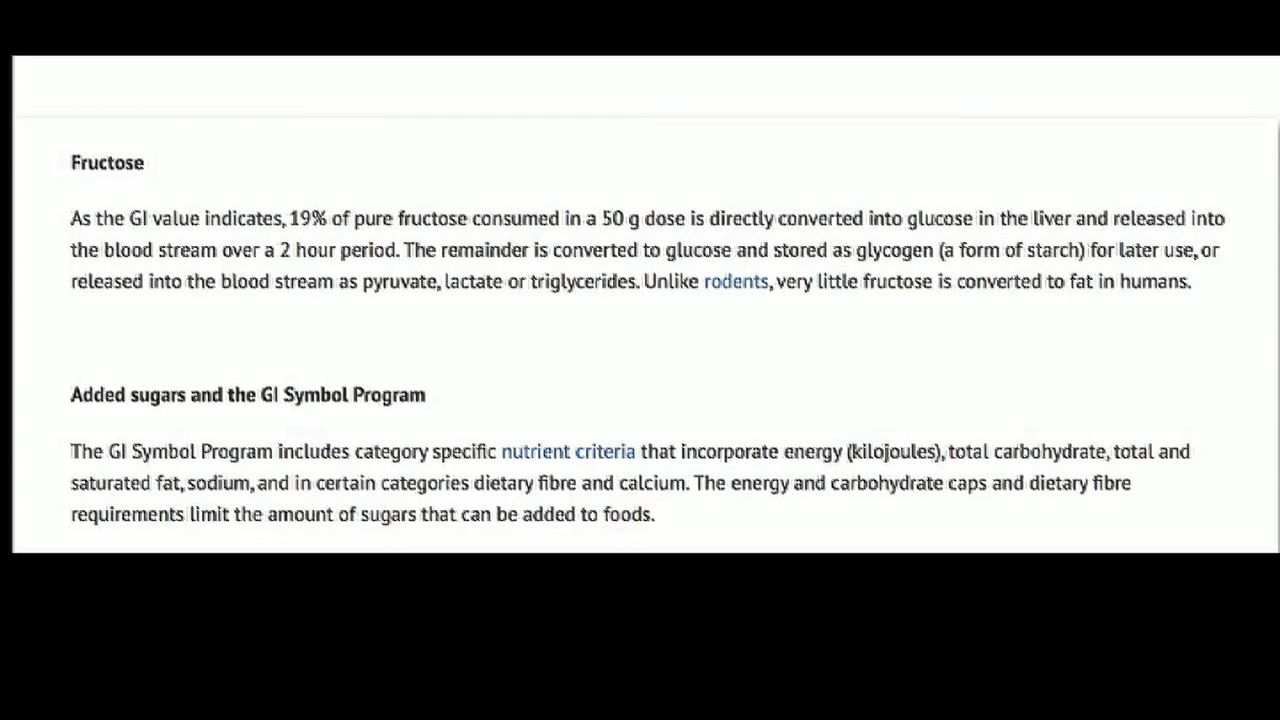 Fructose
As the GI value indicates, 19% of pure fructose consumed in a 50 g dose is directly converted into glucose in the liver and released into
the blood stream over a 2 hour period. The remainder is converted to glucose and stored as glycogen (a form of starch) for later use, or
released into the blood stream as pyruvate, lactate or triglycerides. Unlike rodents, very little fructose is converted to fat in humans.
Added sugars and the GI Symbol Program
The GI Symbol Program includes category specific nutrient criteria that incorporate energy (kilojoules), total carbohydrate, total and
saturated fat, sodium, and in certain categories dietary fibre and calcium. The energy and carbohydrate caps and dietary fibre
requirements limit the amount of sugars that can be added to foods.